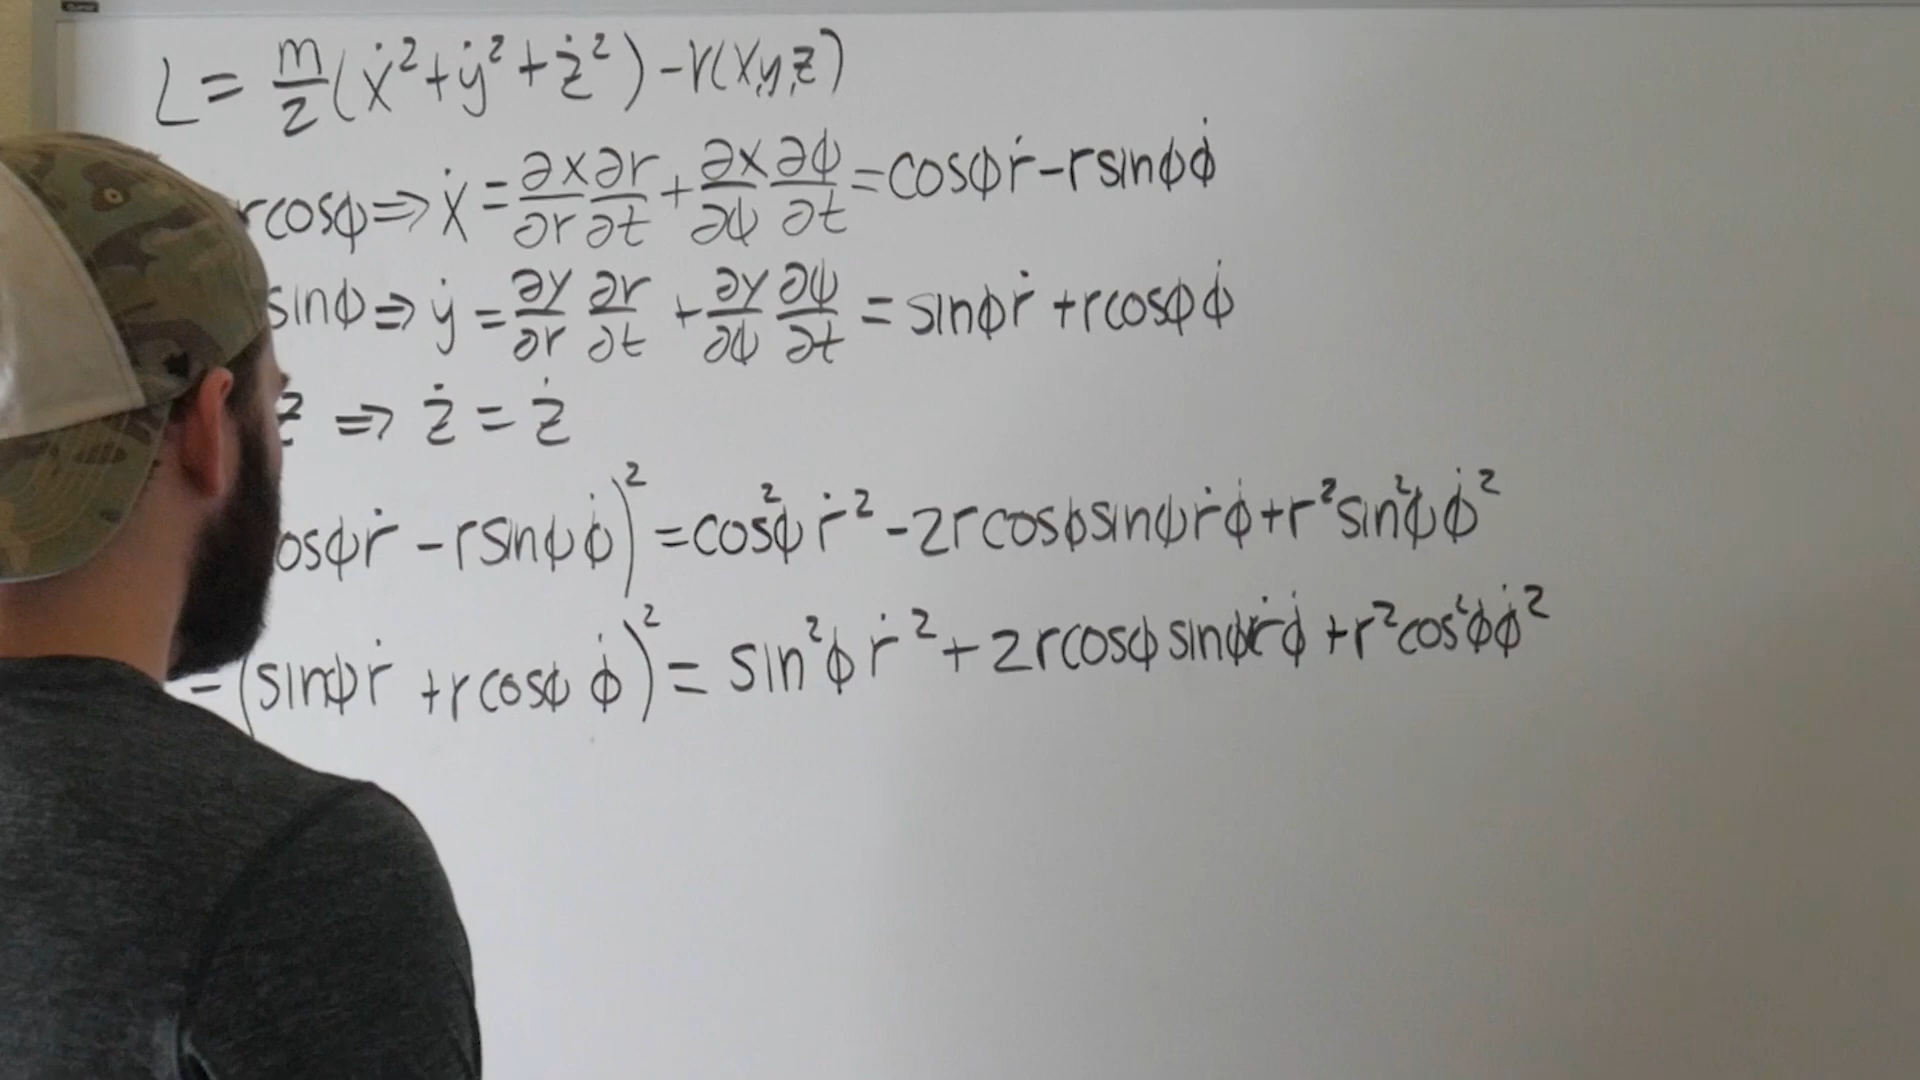 L = m/2 (ẋ² + ẏ² + ż²) - V(x,y,z)
rcosϕ ⇒ ẋ = ∂x/∂r ∂r/∂t + ∂x/∂ϕ ∂ϕ/∂t = cosϕ ṙ - r sinϕ ϕ̇
sinϕ ⇒ ẏ = ∂y/∂r ∂r/∂t + ∂y/∂ϕ ∂ϕ/∂t = sinϕ ṙ + r cosϕ ϕ̇
z ⇒ ż = ż
osϕ ṙ - r sinϕ ϕ̇)² = cos²ϕ ṙ² - 2r cosϕ sinϕ ṙ ϕ̇ + r² sin²ϕ ϕ̇²
= (sinϕ ṙ + r cosϕ ϕ̇)² = sin²ϕ ṙ² + 2r cosϕ sinϕ ṙ ϕ̇ + r² cos²ϕ ϕ̇²